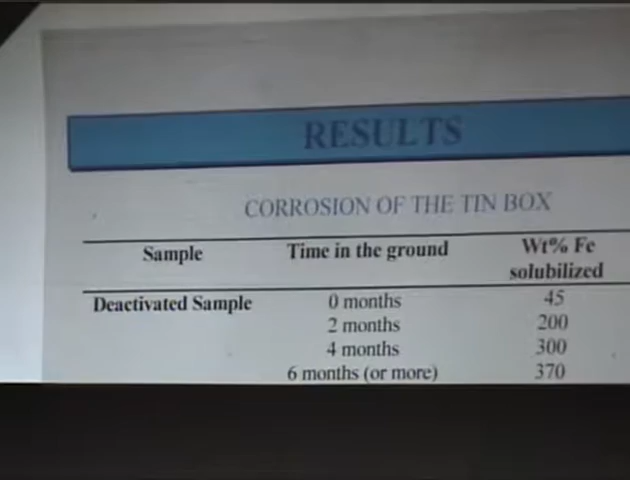 RESULTS
CORROSION OF THE TIN BOX
Sample Time in the ground Wt% Fe solubilized
Deactivated Sample 0 months 45
2 months 200
4 months 300
6 months (or more) 370